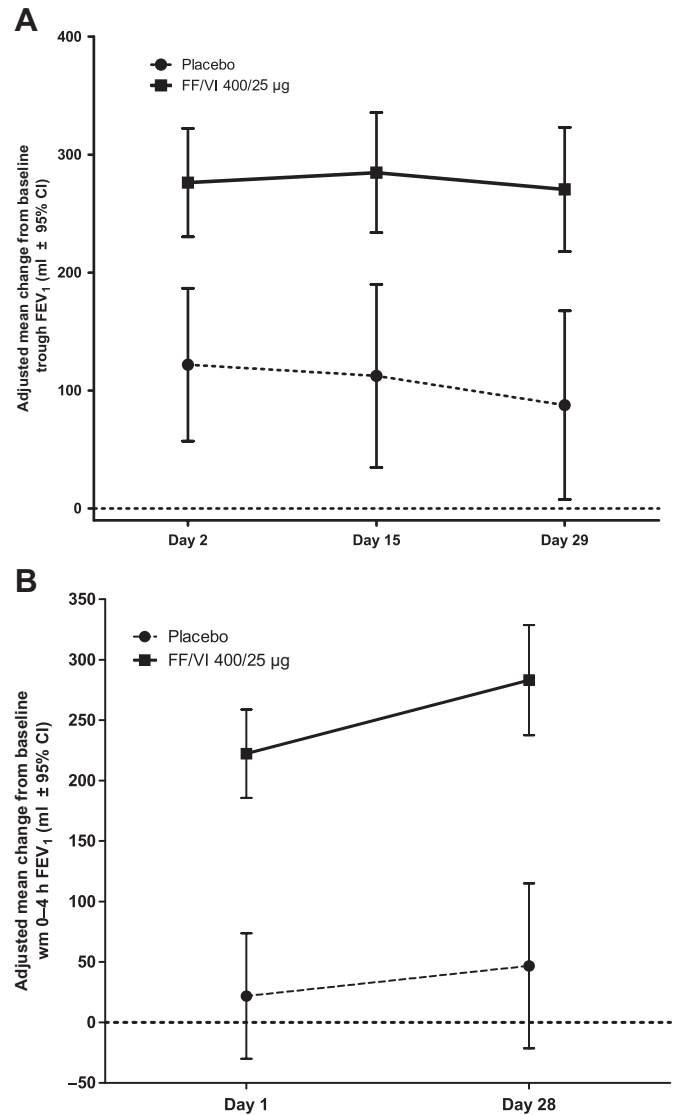 A
400
300
200
100
0
Adjusted mean change from baseline
trough FEV₁ (ml ± 95% CI)
Placebo
FF/VI 400/25 µg
Day 2
Day 15
Day 29
B
350
300
250
200
150
100
50
0
–50
Adjusted mean change from baseline
wm 0–4 h FEV₁ (ml ± 95% CI)
Placebo
FF/VI 400/25 µg
Day 1
Day 28